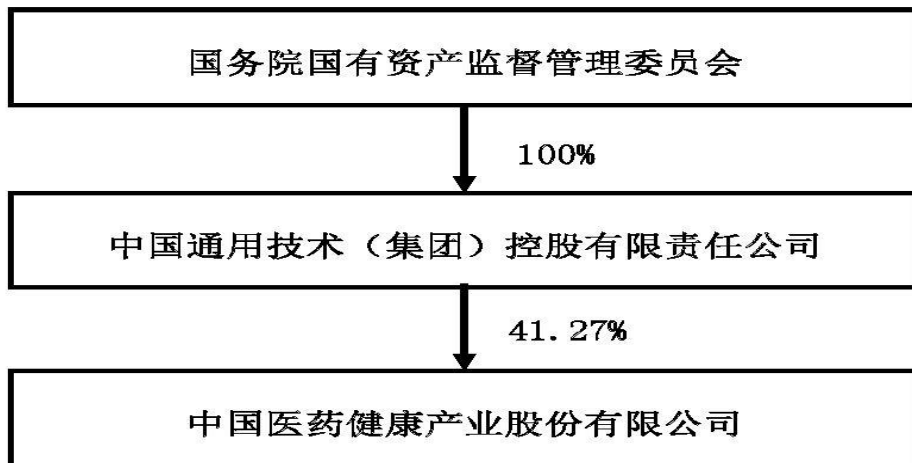 国务院国有资产监督管理委员会
100%
中国通用技术（集团）控股有限责任公司
41.27%
中国医药健康产业股份有限公司